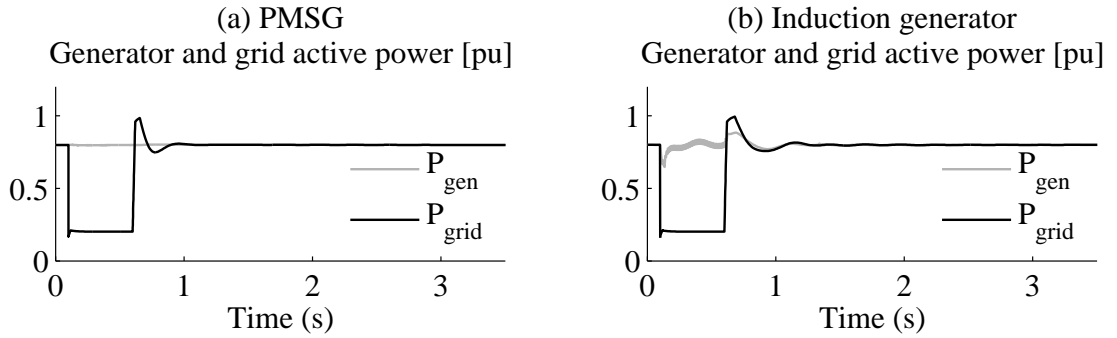 (a) PMSG
Generator and grid active power [pu]
1
0.5
0
P_gen
P_grid
0 1 2 3
Time (s)
(b) Induction generator
Generator and grid active power [pu]
1
0.5
0
P_gen
P_grid
0 1 2 3
Time (s)